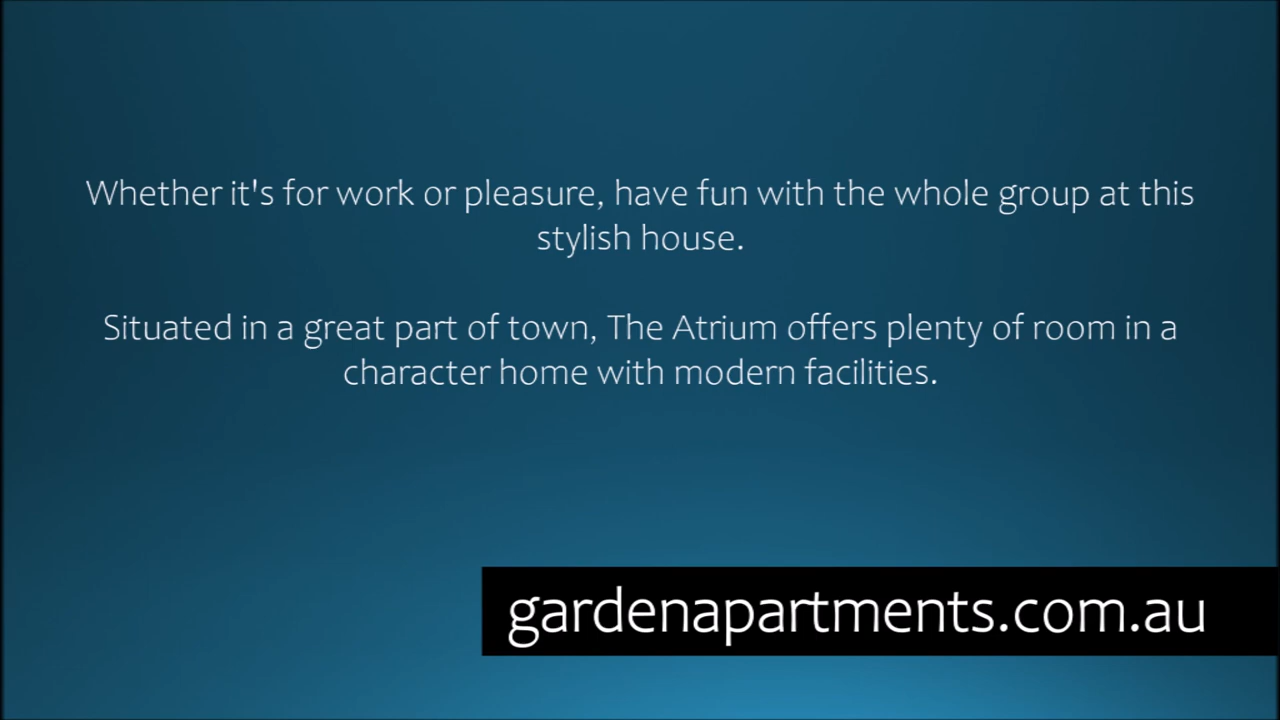 Whether it's for work or pleasure, have fun with the whole group at this
stylish house.
Situated in a great part of town, The Atrium offers plenty of room in a
character home with modern facilities.
gardenapartments.com.au